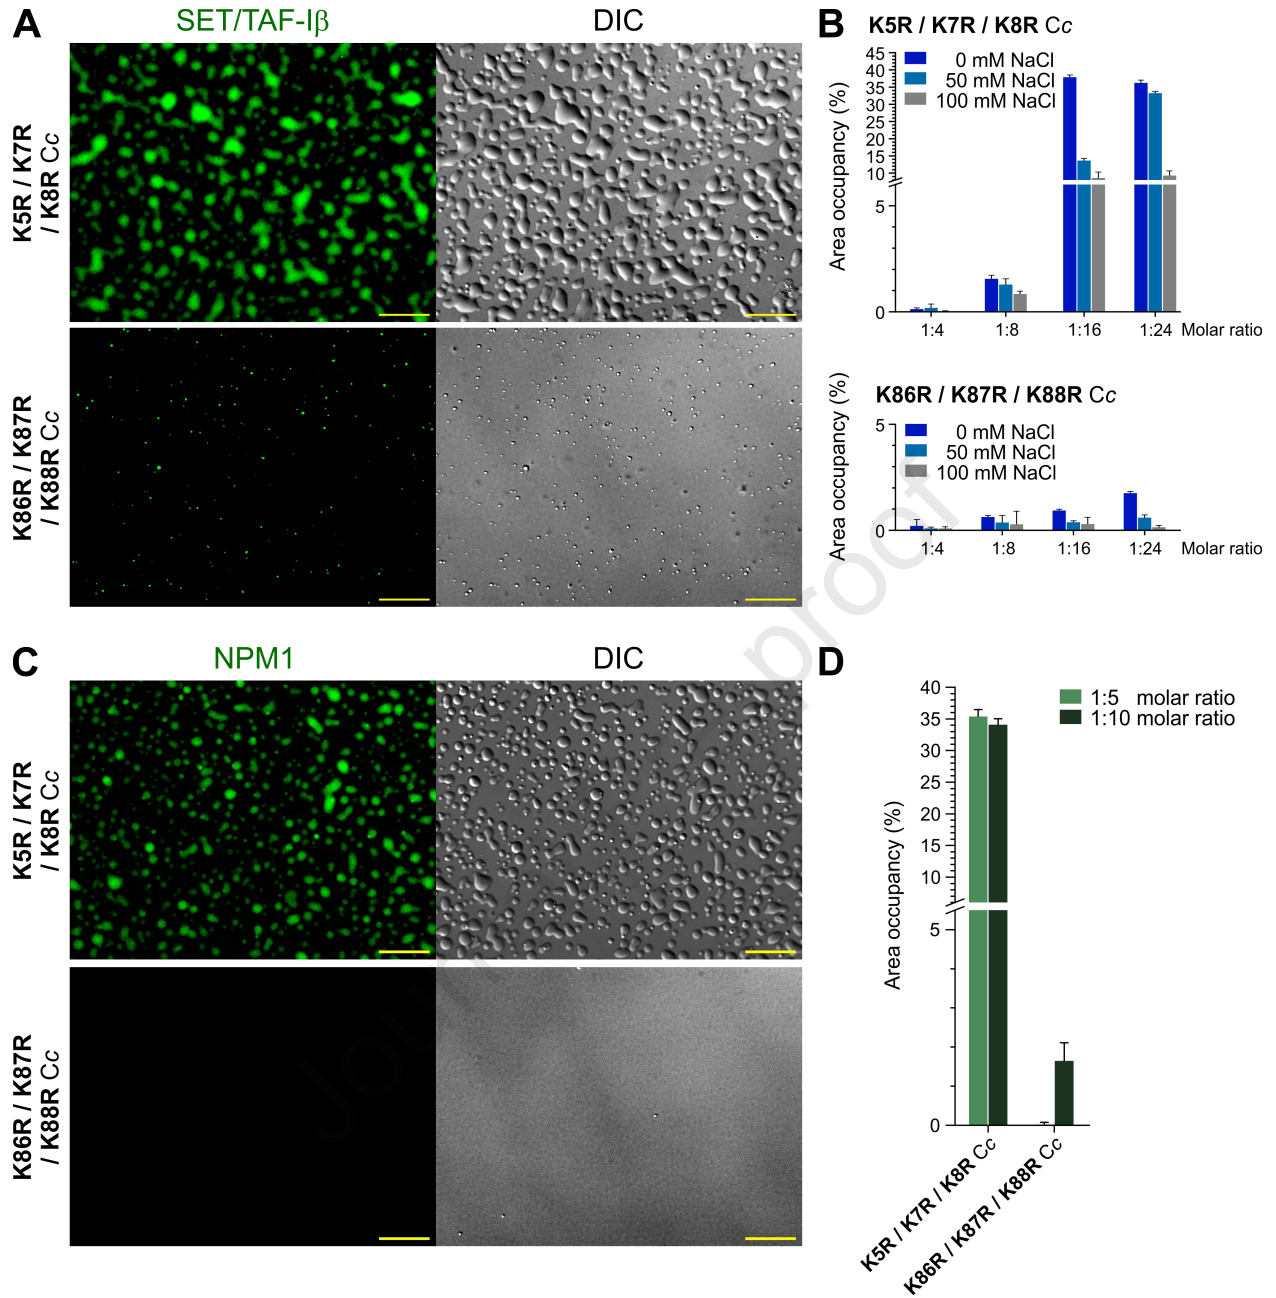 A
SET/TAF-Iβ
DIC
K5R / K7R
/ K8R Cc
K86R / K87R
/ K88R Cc
B
K5R / K7R / K8R Cc
0 mM NaCl
50 mM NaCl
100 mM NaCl
Area occupancy (%)
45
40
35
30
25
20
15
10
5
0
1:4
1:8
1:16
1:24
Molar ratio
K86R / K87R / K88R Cc
0 mM NaCl
50 mM NaCl
100 mM NaCl
Area occupancy (%)
5
0
1:4
1:8
1:16
1:24
Molar ratio
C
NPM1
DIC
K5R / K7R
/ K8R Cc
K86R / K87R
/ K88R Cc
D
1:5 molar ratio
1:10 molar ratio
Area occupancy (%)
40
35
30
25
20
15
10
5
0
K5R / K7R / K8R Cc
K86R / K87R / K88R Cc
proof